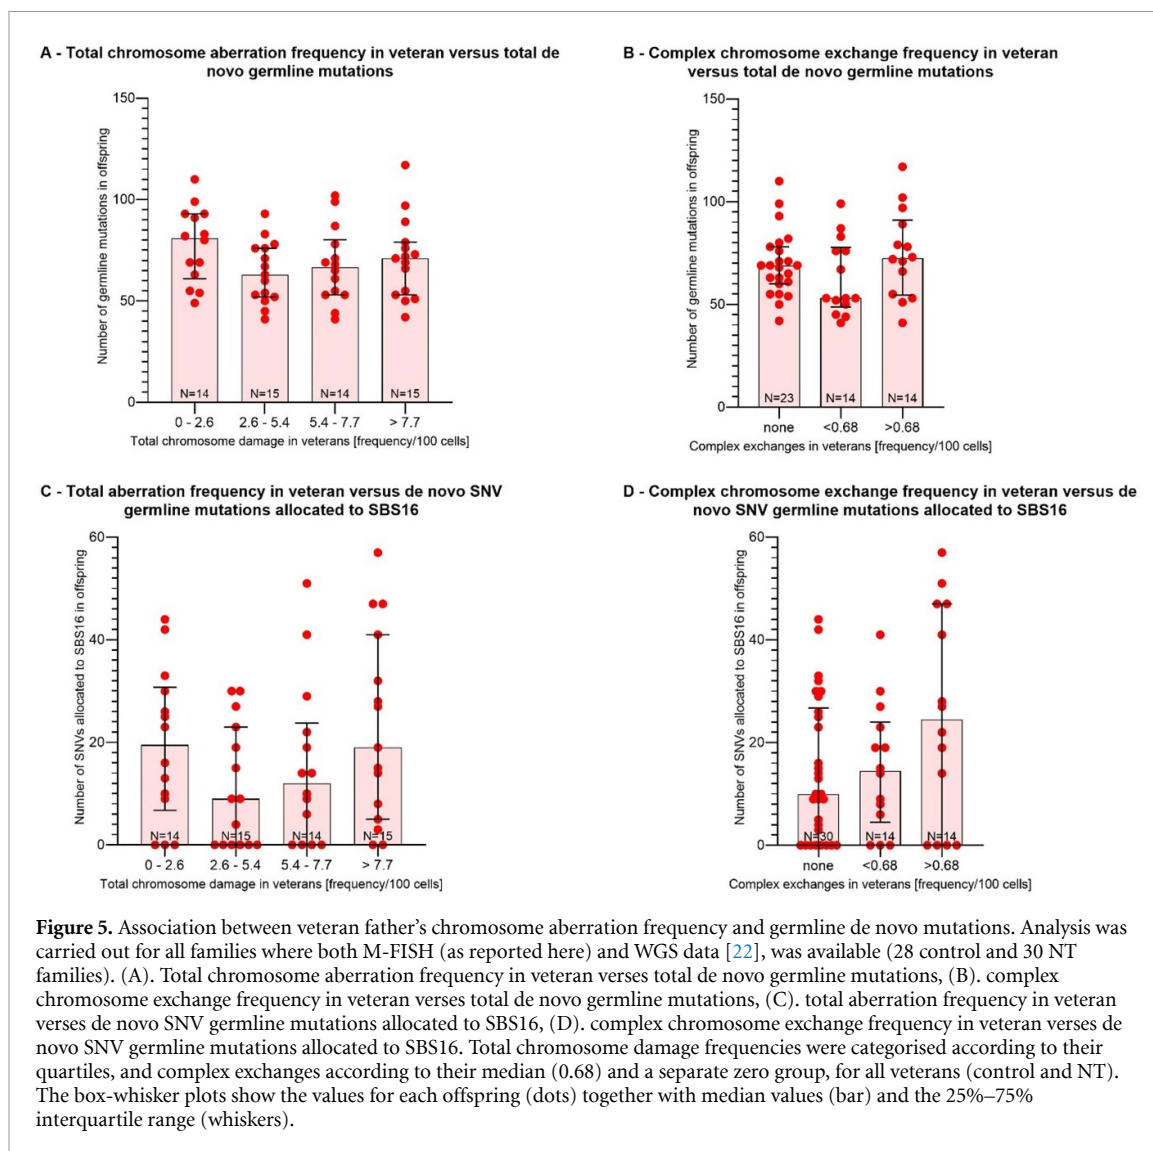 A - Total chromosome aberration frequency in veteran versus total de
novo germline mutations
150
100
50
0
Number of germline mutations in offspring
N=14
N=15
N=14
N=15
0 - 2.6
2.6 - 5.4
5.4 - 7.7
> 7.7
Total chromosome damage in veterans [frequency/100 cells]
B - Complex chromosome exchange frequency in veteran
versus total de novo germline mutations
150
100
50
0
Number of germline mutations in offspring
N=23
N=14
N=14
none
<0.68
>0.68
Complex exchanges in veterans [frequency/100 cells]
C - Total aberration frequency in veteran versus de novo SNV
germline mutations allocated to SBS16
60
40
20
0
Number of SNVs allocated to SBS16 in offspring
N=14
N=15
N=14
N=15
0 - 2.6
2.6 - 5.4
5.4 - 7.7
> 7.7
Total chromosome damage in veterans [frequency/100 cells]
D - Complex chromosome exchange frequency in veteran versus de
novo SNV germline mutations allocated to SBS16
60
40
20
0
Number of SNVs allocated to SBS16 in offspring
N=30
N=14
N=14
none
<0.68
>0.68
Complex exchanges in veterans [frequency/100 cells]
Figure 5. Association between veteran father's chromosome aberration frequency and germline de novo mutations. Analysis was
carried out for all families where both M-FISH (as reported here) and WGS data [22], was available (28 control and 30 NT
families). (A). Total chromosome aberration frequency in veteran verses total de novo germline mutations, (B). complex
chromosome exchange frequency in veteran verses total de novo germline mutations, (C). total aberration frequency in veteran
verses de novo SNV germline mutations allocated to SBS16, (D). complex chromosome exchange frequency in veteran verses de
novo SNV germline mutations allocated to SBS16. Total chromosome damage frequencies were categorised according to their
quartiles, and complex exchanges according to their median (0.68) and a separate zero group, for all veterans (control and NT).
The box-whisker plots show the values for each offspring (dots) together with median values (bar) and the 25%–75%
interquartile range (whiskers).